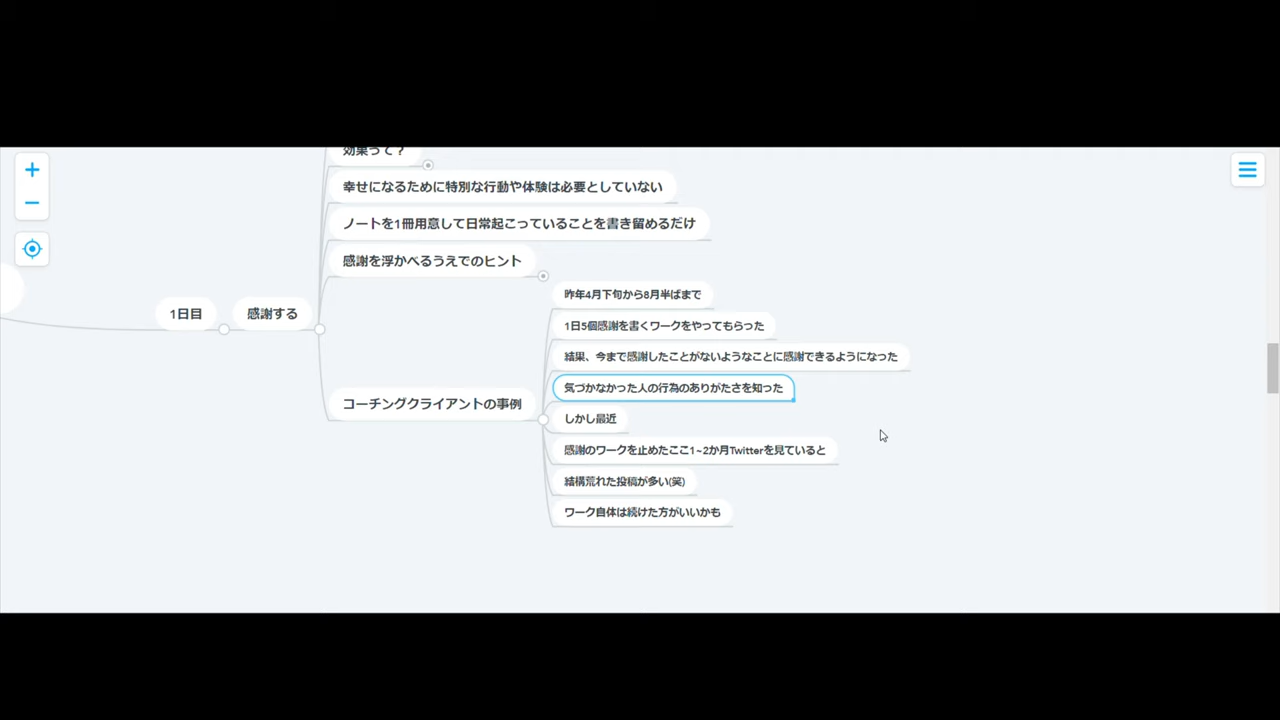 効果って？
幸せになるために特別な行動や体験は必要としていない
ノートを1冊用意して日常起こっていることを書き留めるだけ
感謝を浮かべるうえでのヒント
1日目
感謝する
コーチングクライアントの事例
昨年4月下旬から8月半ばまで
1日5個感謝を書くワークをやってもらった
結果、今まで感謝したことがないようなことに感謝できるようになった
気づかなかった人の行為のありがたさを知った
しかし最近
感謝のワークを止めたここ1~2か月Twitterを見ていると
結構荒れた投稿が多い(笑)
ワーク自体は続けた方がいいかも